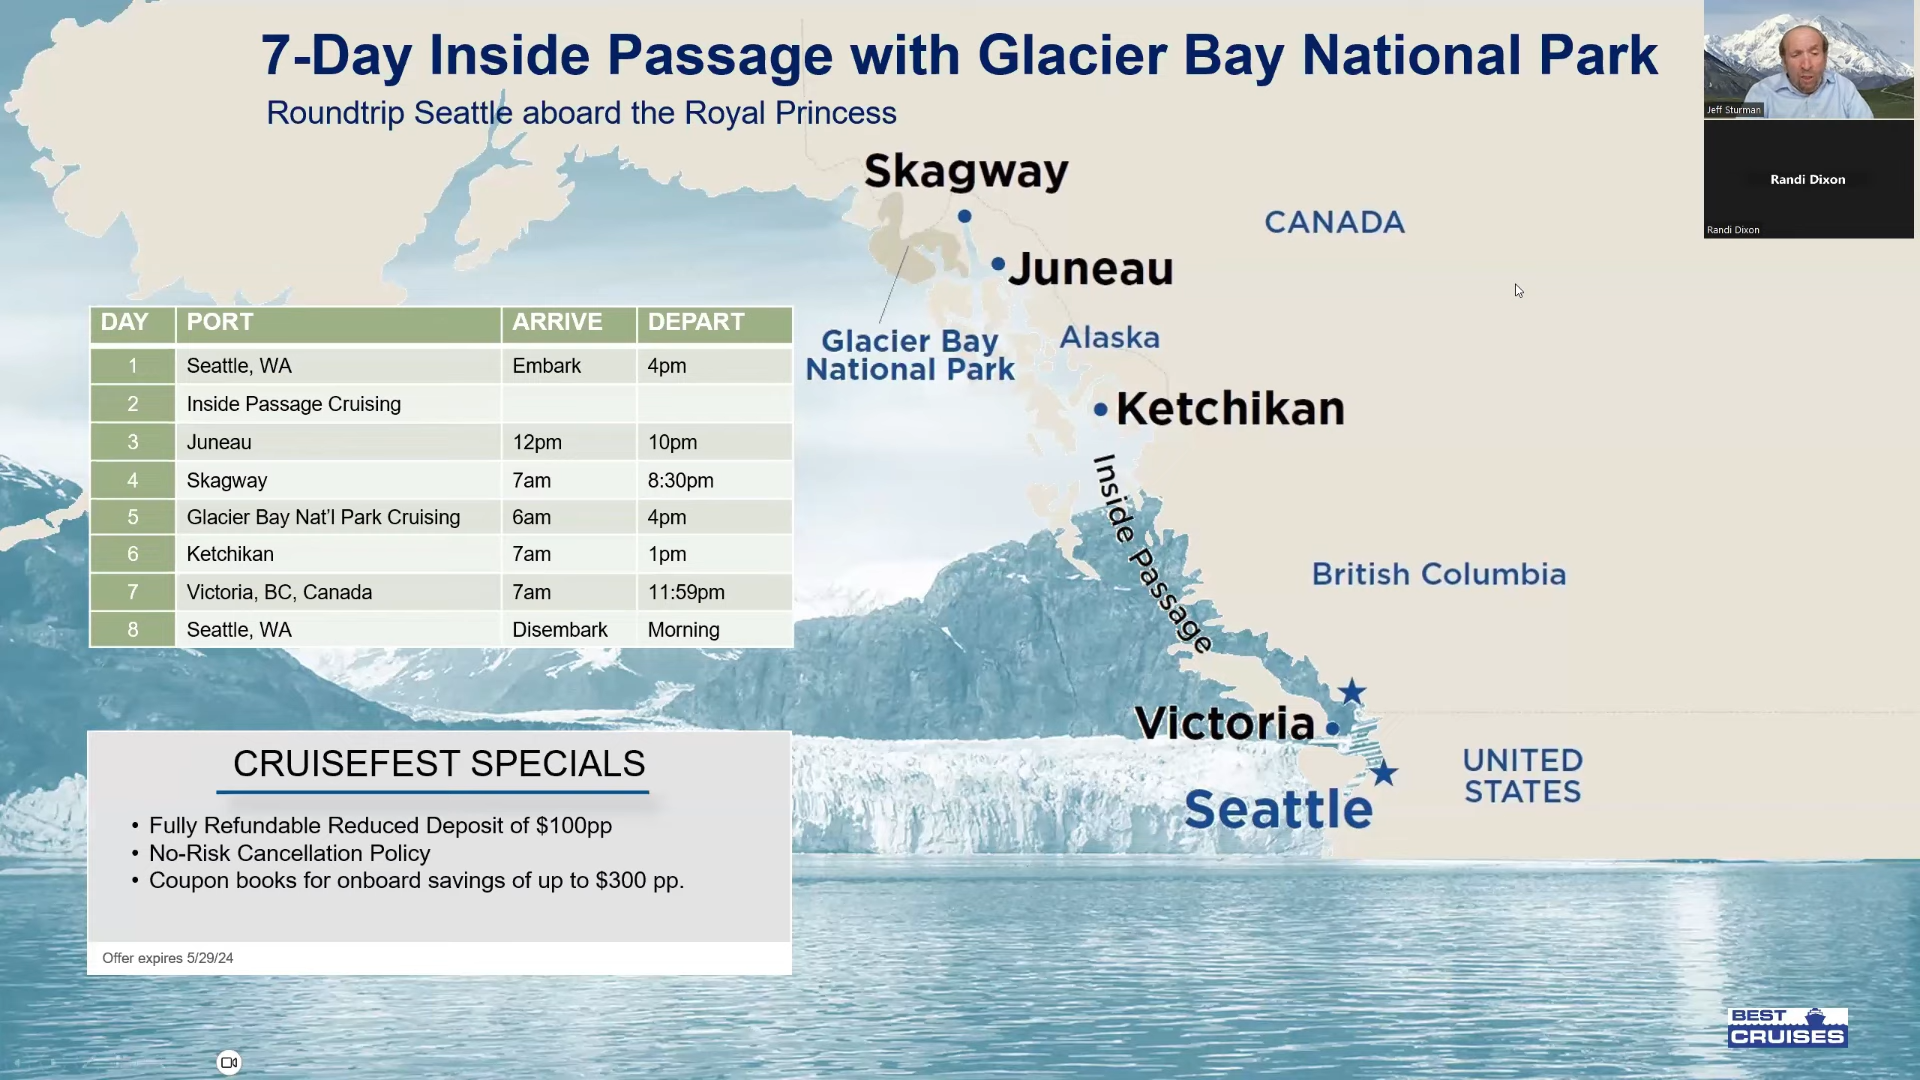 7-Day Inside Passage with Glacier Bay National Park
Roundtrip Seattle aboard the Royal Princess
Jeff Sturman
Randi Dixon
Randi Dixon
Skagway
CANADA
Juneau
Glacier Bay
National Park
Alaska
Ketchikan
Inside Passage
British Columbia
Victoria
UNITED
STATES
Seattle
DAY PORT ARRIVE DEPART
1 Seattle, WA Embark 4pm
2 Inside Passage Cruising
3 Juneau 12pm 10pm
4 Skagway 7am 8:30pm
5 Glacier Bay Nat'l Park Cruising 6am 4pm
6 Ketchikan 7am 1pm
7 Victoria, BC, Canada 7am 11:59pm
8 Seattle, WA Disembark Morning
CRUISEFEST SPECIALS
• Fully Refundable Reduced Deposit of $100pp
• No-Risk Cancellation Policy
• Coupon books for onboard savings of up to $300 pp.
Offer expires 5/29/24
BEST
CRUISES